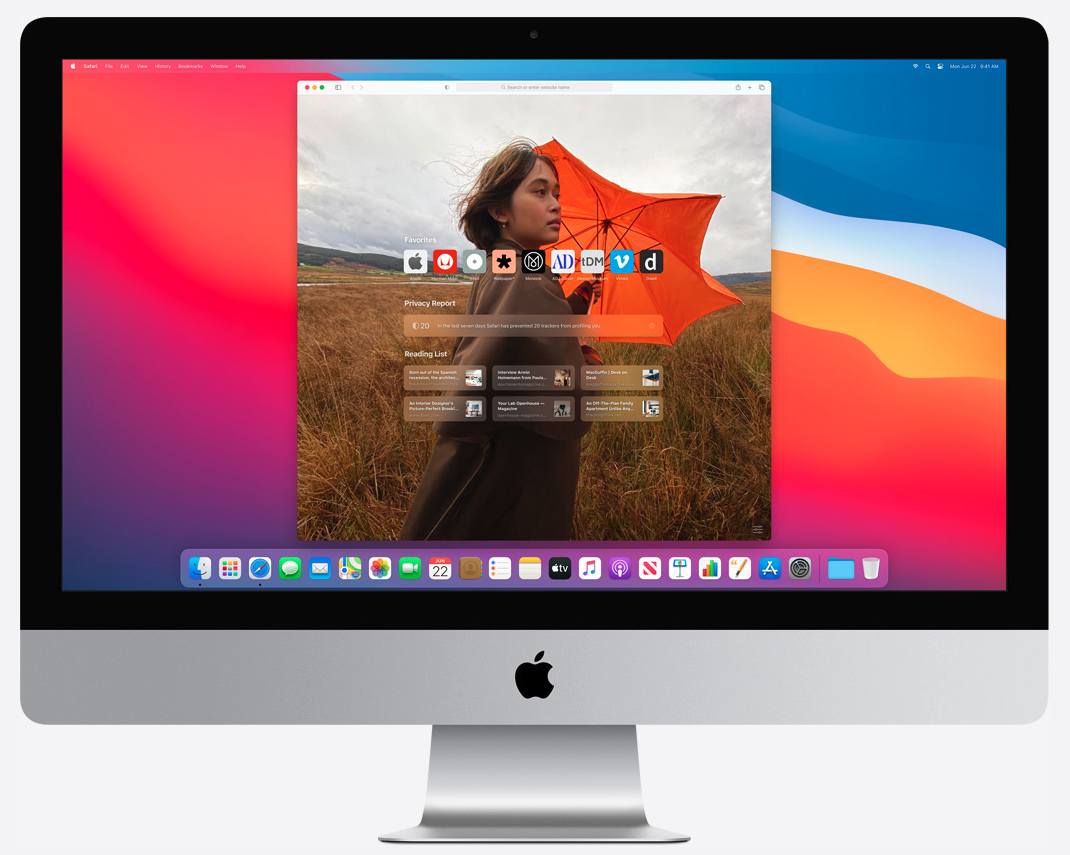 Safari File Edit View History Bookmarks Window Help
Mon Jun 22 9:41 AM
Search or enter website name
Favorites
AD tDM d
Privacy Report
20 In the last seven days Safari has prevented 20 trackers from profiling you
Reading List
Born out of the Spanish
recession, the architec...
Interview Armin
Heinemann from Paula...
MacGuffin | Desk on
Desk
An Interior Designer's
Picture-Perfect Brookl...
Your Lab Openhouse —
Magazine
An Off-The-Plan Family
Apartment Unlike Any...
JUN
22
tv